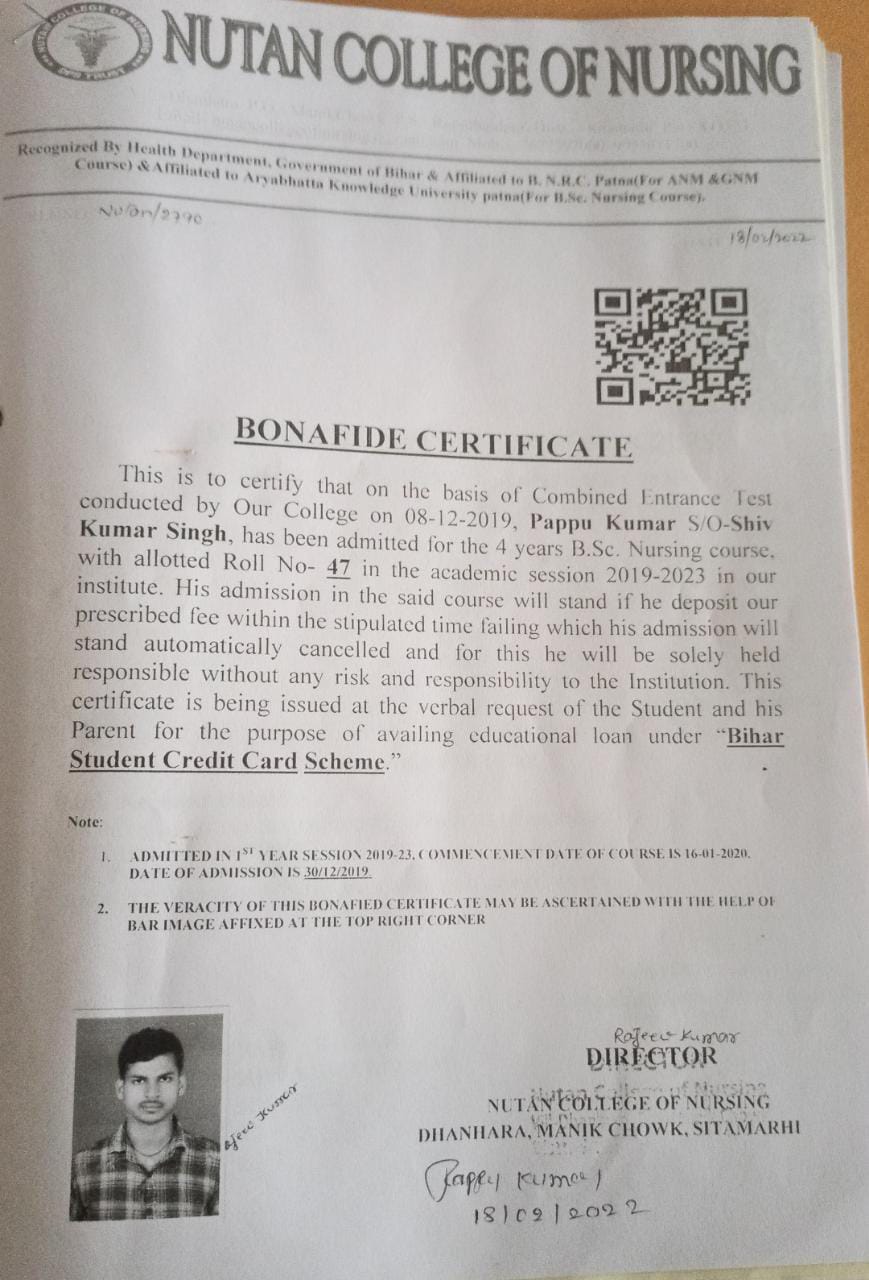 NUTAN COLLEGE OF NURSING
NUTAN COLLEGE OF NURSING
TRUST
Recognized By Health Department, Government of Bihar & Affiliated to B. N.R.C. Patna(For ANM &GNM
Course) & Affiliated to Aryabhatta Knowledge University patna(For B.Sc. Nursing Course).
18/02/2022
BONAFIDE CERTIFICATE
This is to certify that on the basis of Combined Entrance Test
conducted by Our College on 08-12-2019, Pappu Kumar S/O-Shiv
Kumar Singh, has been admitted for the 4 years B.Sc. Nursing course,
with allotted Roll No- 47 in the academic session 2019-2023 in our
institute. His admission in the said course will stand if he deposit our
prescribed fee within the stipulated time failing which his admission will
stand automatically cancelled and for this he will be solely held
responsible without any risk and responsibility to the Institution. This
certificate is being issued at the verbal request of the Student and his
Parent for the purpose of availing educational loan under “Bihar
Student Credit Card Scheme.”
Note:
1. ADMITTED IN 1ST YEAR SESSION 2019-23, COMMENCEMENT DATE OF COURSE IS 16-01-2020.
DATE OF ADMISSION IS 30/12/2019.
2. THE VERACITY OF THIS BONAFIED CERTIFICATE MAY BE ASCERTAINED WITH THE HELP OF
BAR IMAGE AFFIXED AT THE TOP RIGHT CORNER
Rajeev Kumar
DIRECTOR
NUTAN COLLEGE OF NURSING
DHANHARA, MANIK CHOWK, SITAMARHI
Pappu Kumar
18/02/2022